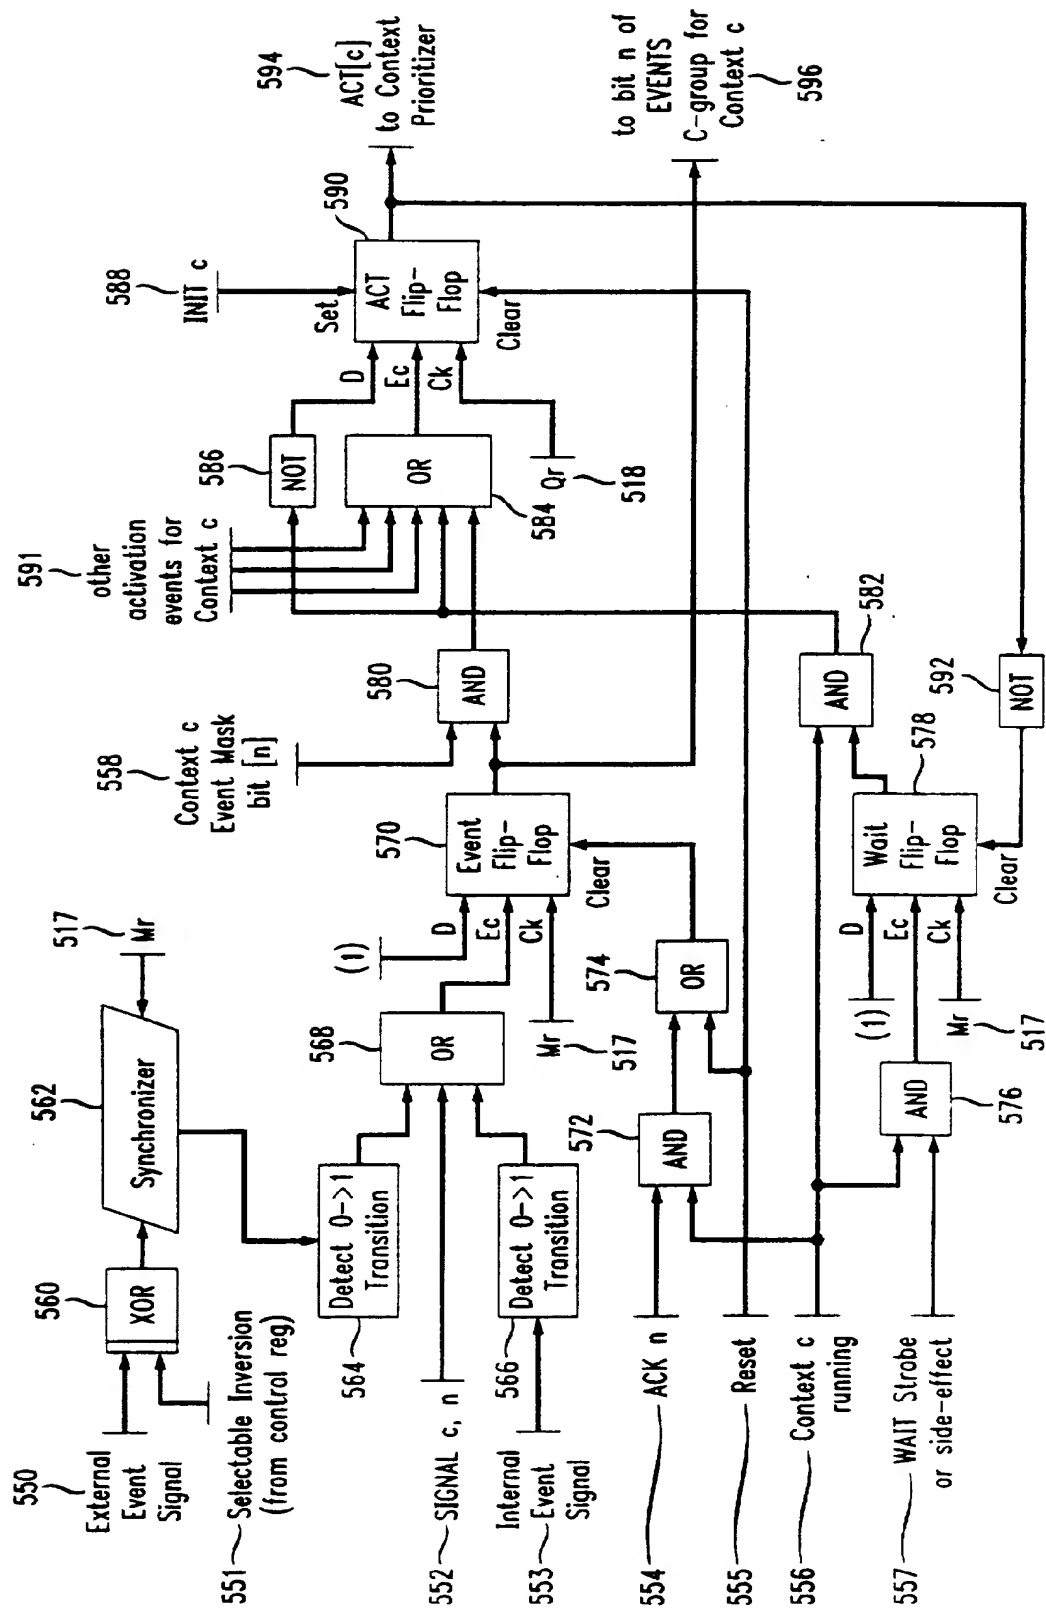 550
External
Event
Signal
551
Selectable Inversion
(from control reg)
560
XOR
562
Synchronizer
517
Mr
552
SIGNAL c, n
553
Internal
Event
Signal
564
Detect 0->1
Transition
566
Detect 0->1
Transition
568
OR
(1)
D
Ec
Ck
Mr
517
570
Event
Flip-
Flop
Clear
558
Context c
Event Mask
bit [n]
580
AND
591
other
activation
events for
Context c
586
NOT
OR
584
D
Ec
Ck
Qr
518
588
INIT c
Set
590
ACT
Flip-
Flop
Clear
594
ACT[c]
to Context
Prioritizer
to bit n of
EVENTS
C-group for
Context c
596
554
ACK n
555
Reset
556
Context c
running
557
WAIT Strobe
or side-effect
572
AND
574
OR
AND
576
(1)
D
Ec
Ck
Mr
517
578
Wait
Flip-
Flop
Clear
582
AND
592
NOT